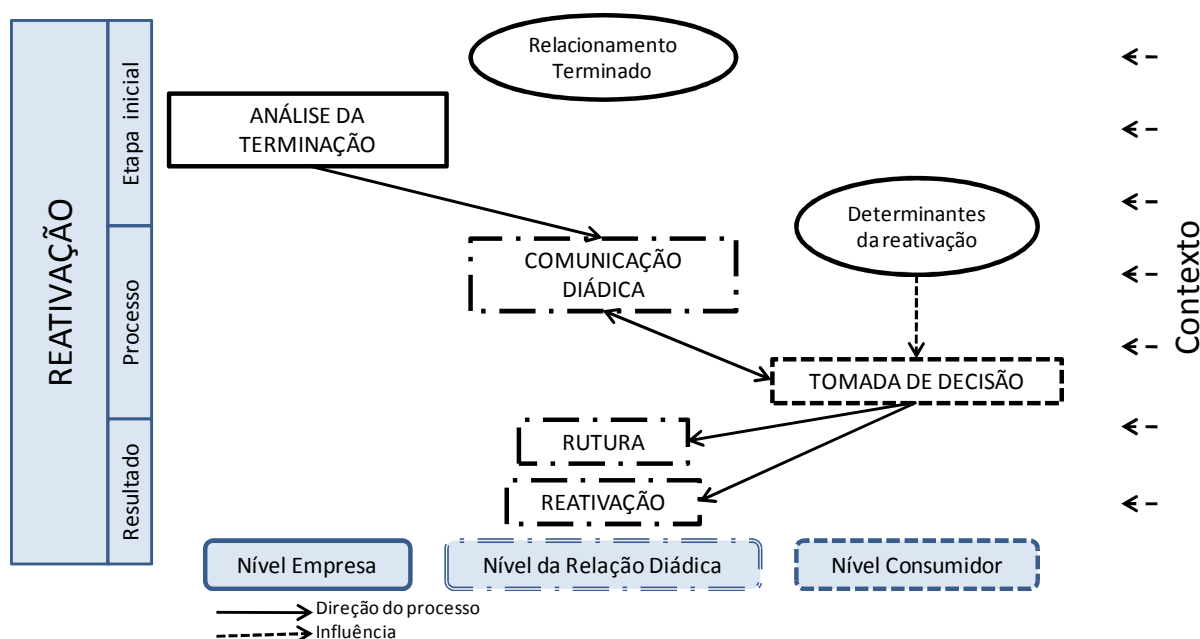 REATIVAÇÃO
Etapa inicial
Processo
Resultado
Relacionamento
Terminado
ANÁLISE DA
TERMINAÇÃO
Determinantes
da reativação
COMUNICAÇÃO
DIÁDICA
TOMADA DE DECISÃO
RUTURA
REATIVAÇÃO
Contexto
Nível Empresa
Nível da Relação Diádica
Nível Consumidor
Direção do processo
Influência